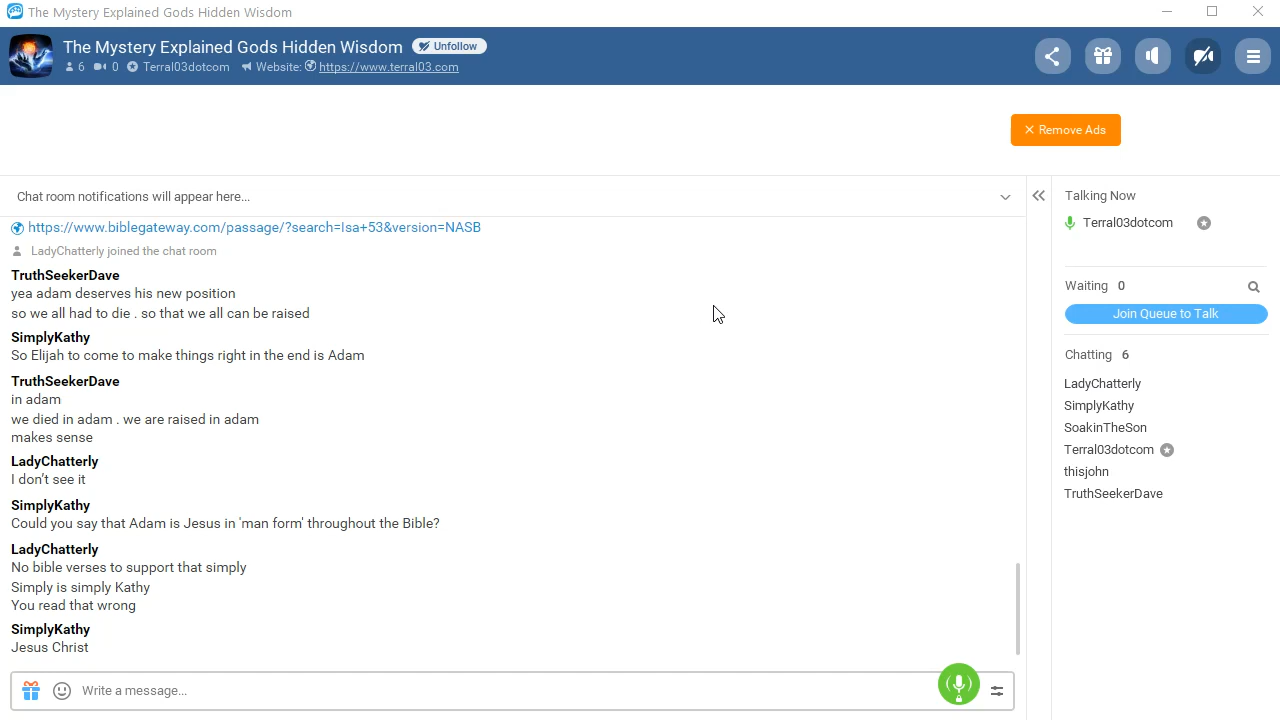 The Mystery Explained Gods Hidden Wisdom
The Mystery Explained Gods Hidden Wisdom Unfollow
6 0 Terral03dotcom Website: https://www.terral03.com
Remove Ads
Chat room notifications will appear here...
https://www.biblegateway.com/passage/?search=Isa+53&version=NASB
LadyChatterly joined the chat room
TruthSeekerDave
yea adam deserves his new position
so we all had to die . so that we all can be raised
SimplyKathy
So Elijah to come to make things right in the end is Adam
TruthSeekerDave
in adam
we died in adam . we are raised in adam
makes sense
LadyChatterly
I don't see it
SimplyKathy
Could you say that Adam is Jesus in 'man form' throughout the Bible?
LadyChatterly
No bible verses to support that simply
Simply is simply Kathy
You read that wrong
SimplyKathy
Jesus Christ
Write a message...
Talking Now
Terral03dotcom
Waiting 0
Join Queue to Talk
Chatting 6
LadyChatterly
SimplyKathy
SoakinTheSon
Terral03dotcom
thisjohn
TruthSeekerDave